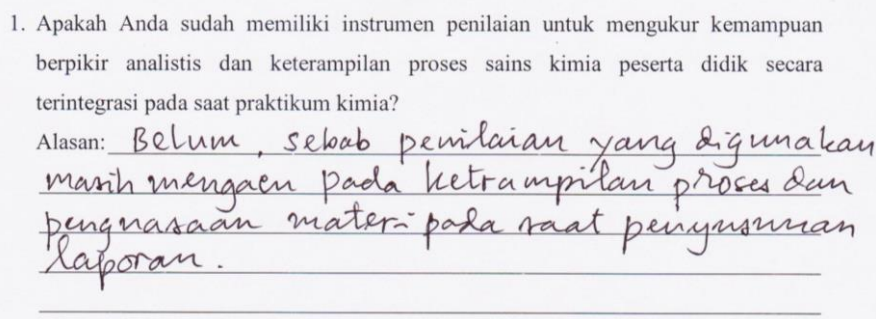 1. Apakah Anda sudah memiliki instrumen penilaian untuk mengukur kemampuan
berpikir analistis dan keterampilan proses sains kimia peserta didik secara
terintegrasi pada saat praktikum kimia?
Alasan: Belum, sebab penilaian yang digunakan
masih mengacu pada ketrampilan proses dan
penguasaan materi pada saat penyusunan
laporan.